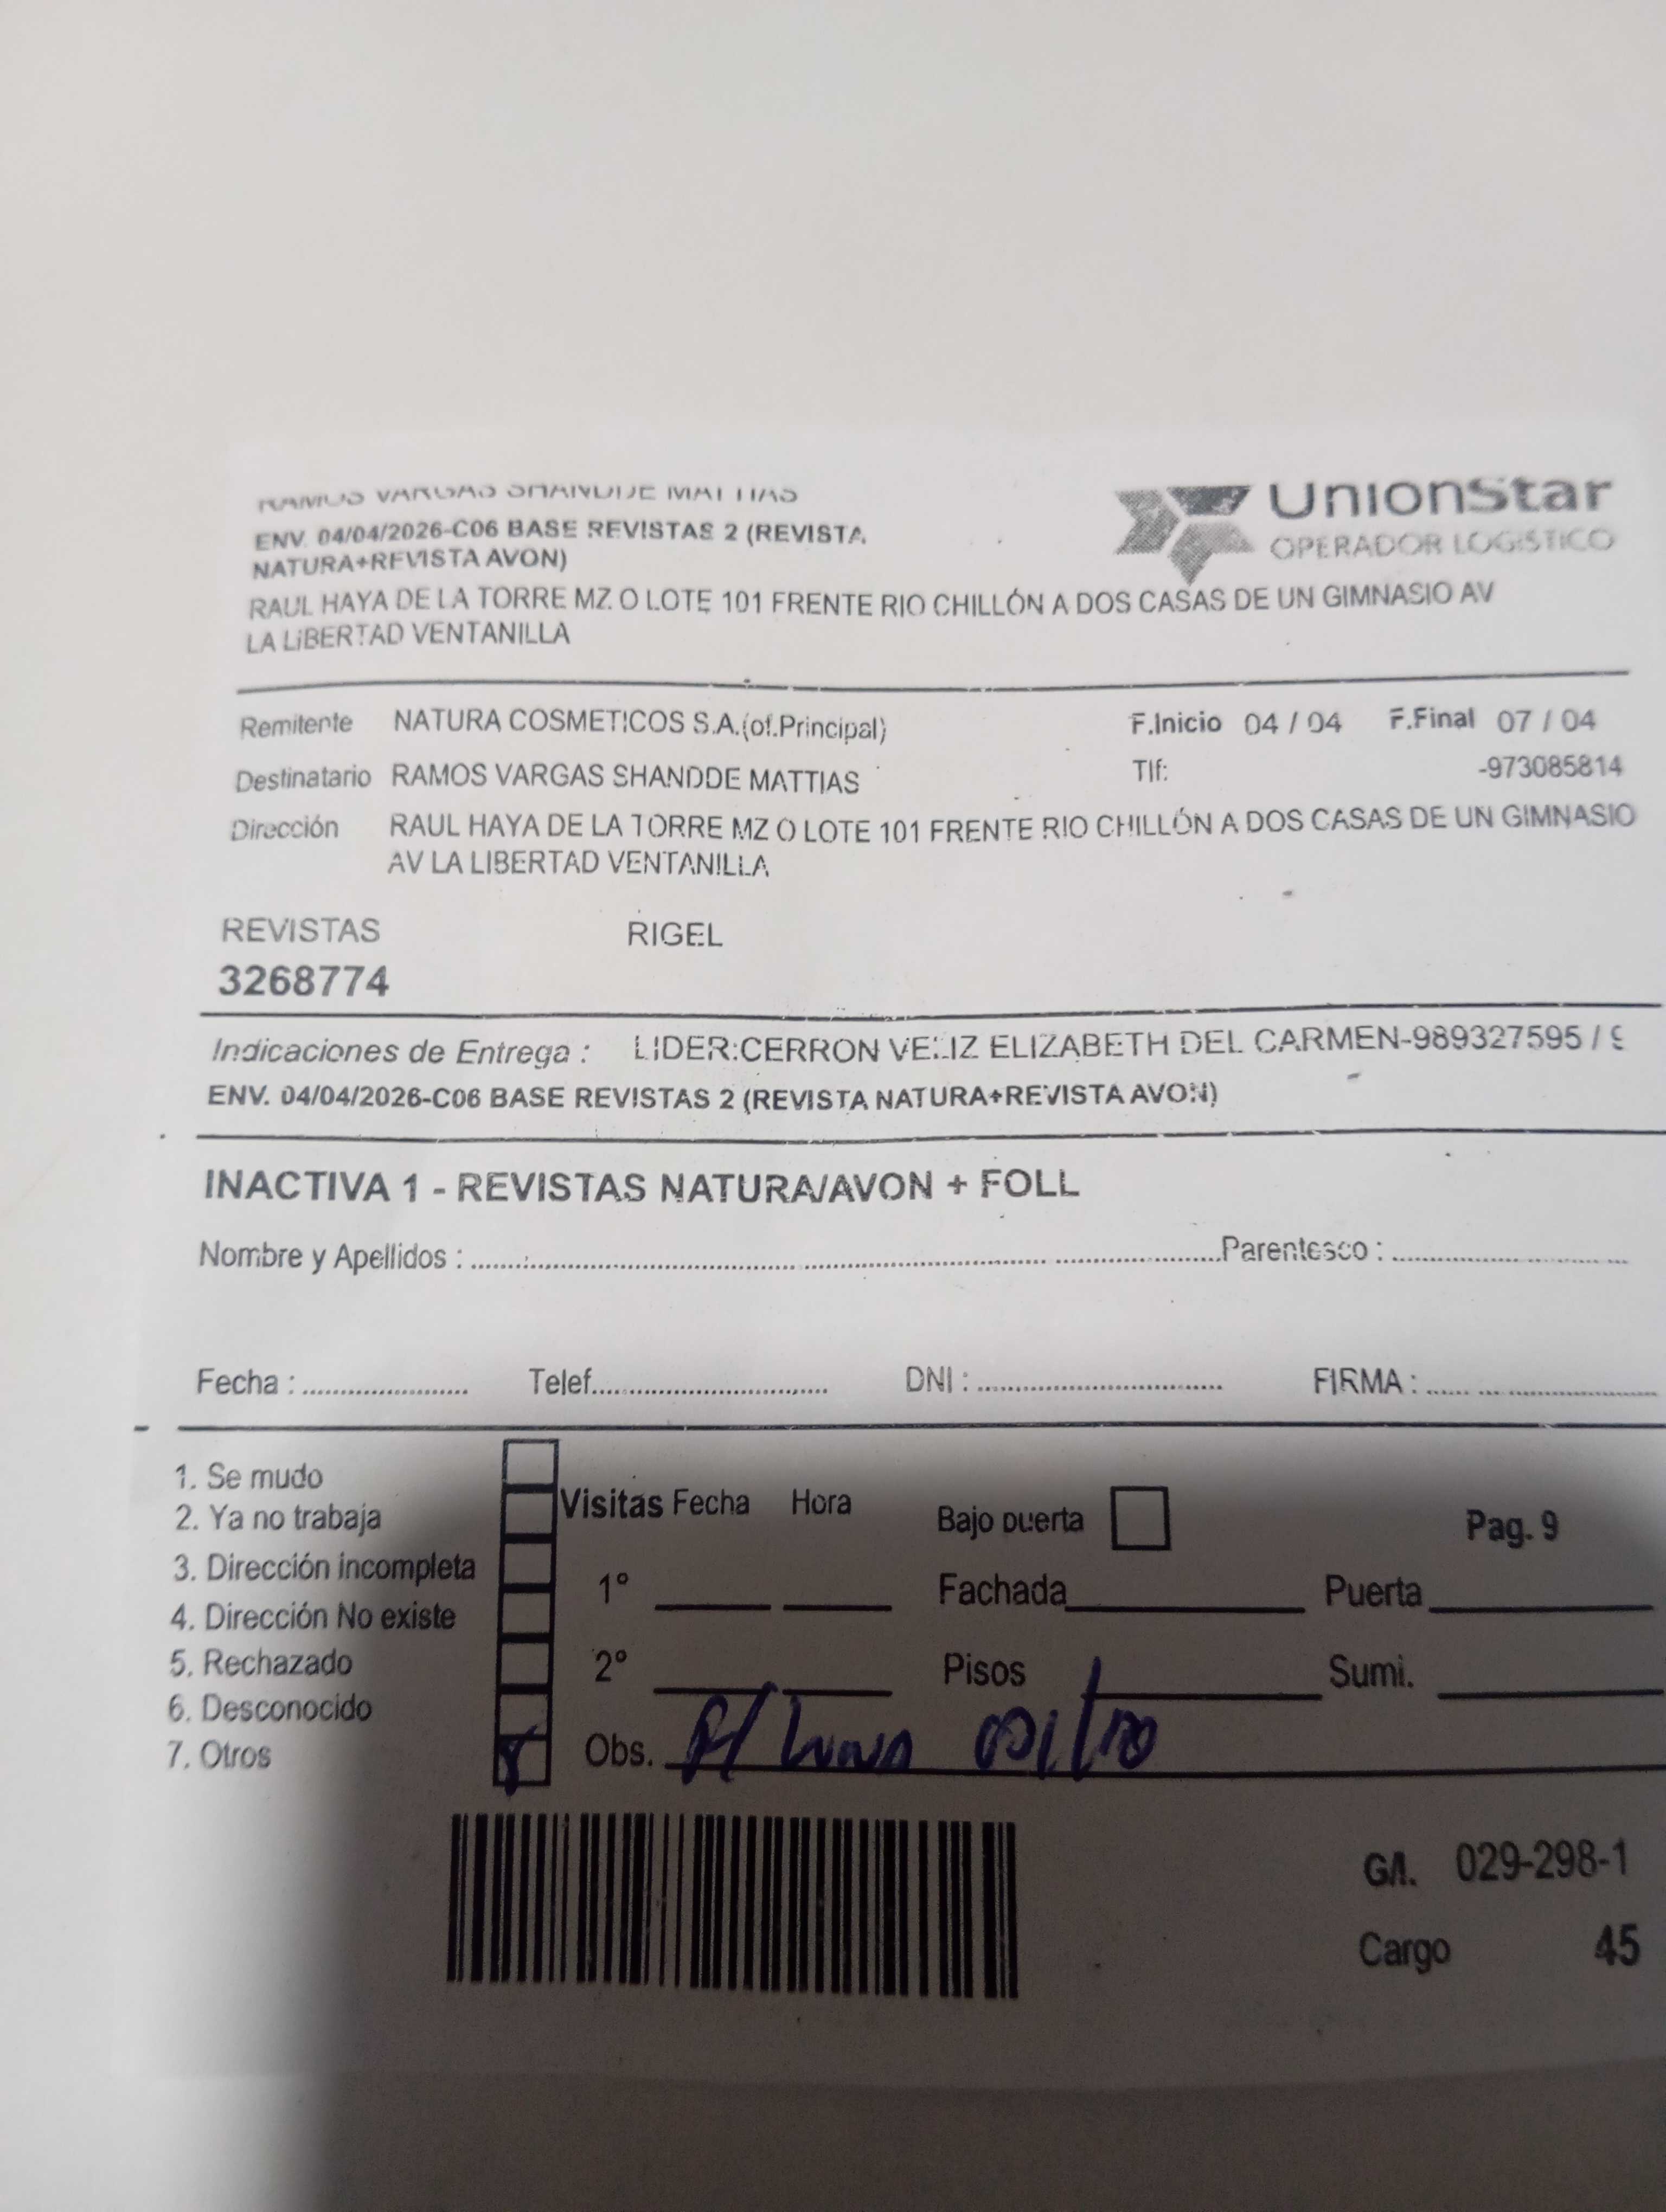 RAMOS VARGAS SHANDDE MATTIAS
ENV. 04/04/2026-C06 BASE REVISTAS 2 (REVISTA
NATURA+REVISTA AVON)
RAUL HAYA DE LA TORRE MZ O LOTE 101 FRENTE RIO CHILLÓN A DOS CASAS DE UN GIMNASIO AV
LA LIBERTAD VENTANILLA
UnionStar
OPERADOR LOGISTICO
Remitente NATURA COSMETICOS S.A.(of.Principal) F.Inicio 04 / 04 F.Final 07 / 04
Destinatario RAMOS VARGAS SHANDDE MATTIAS Tlf: -973085814
Dirección RAUL HAYA DE LA TORRE MZ O LOTE 101 FRENTE RIO CHILLÓN A DOS CASAS DE UN GIMNASIO
AV LA LIBERTAD VENTANILLA
REVISTAS RIGEL
3268774
Indicaciones de Entrega : LIDER:CERRON VELIZ ELIZABETH DEL CARMEN-989327595 / 9
ENV. 04/04/2026-C06 BASE REVISTAS 2 (REVISTA NATURA+REVISTA AVON)
INACTIVA 1 - REVISTAS NATURA/AVON + FOLL
Nombre y Apellidos : Parentesco :
Fecha : Telef. DNI : FIRMA :
1. Se mudo
2. Ya no trabaja
3. Dirección incompleta
4. Dirección No existe
5. Rechazado
6. Desconocido
7. Otros
Visitas Fecha Hora
1°
2°
Obs.
Bajo puerta
Fachada Puerta
Pisos Sumi.
Pag. 9
G/I. 029-298-1
Cargo 45